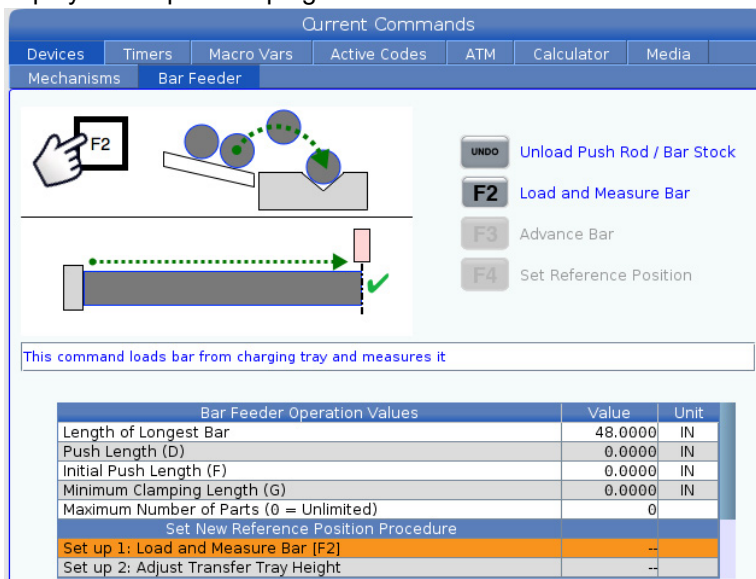 Current Commands
Devices Timers Macro Vars Active Codes ATM Calculator Media
Mechanisms Bar Feeder
F2
UNDO Unload Push Rod / Bar Stock
F2 Load and Measure Bar
F3 Advance Bar
F4 Set Reference Position
This command loads bar from charging tray and measures it
Bar Feeder Operation Values Value Unit
Length of Longest Bar 48.0000 IN
Push Length (D) 0.0000 IN
Initial Push Length (F) 0.0000 IN
Minimum Clamping Length (G) 0.0000 IN
Maximum Number of Parts (0 = Unlimited) 0
Set New Reference Position Procedure
Set up 1: Load and Measure Bar [F2] --
Set up 2: Adjust Transfer Tray Height --